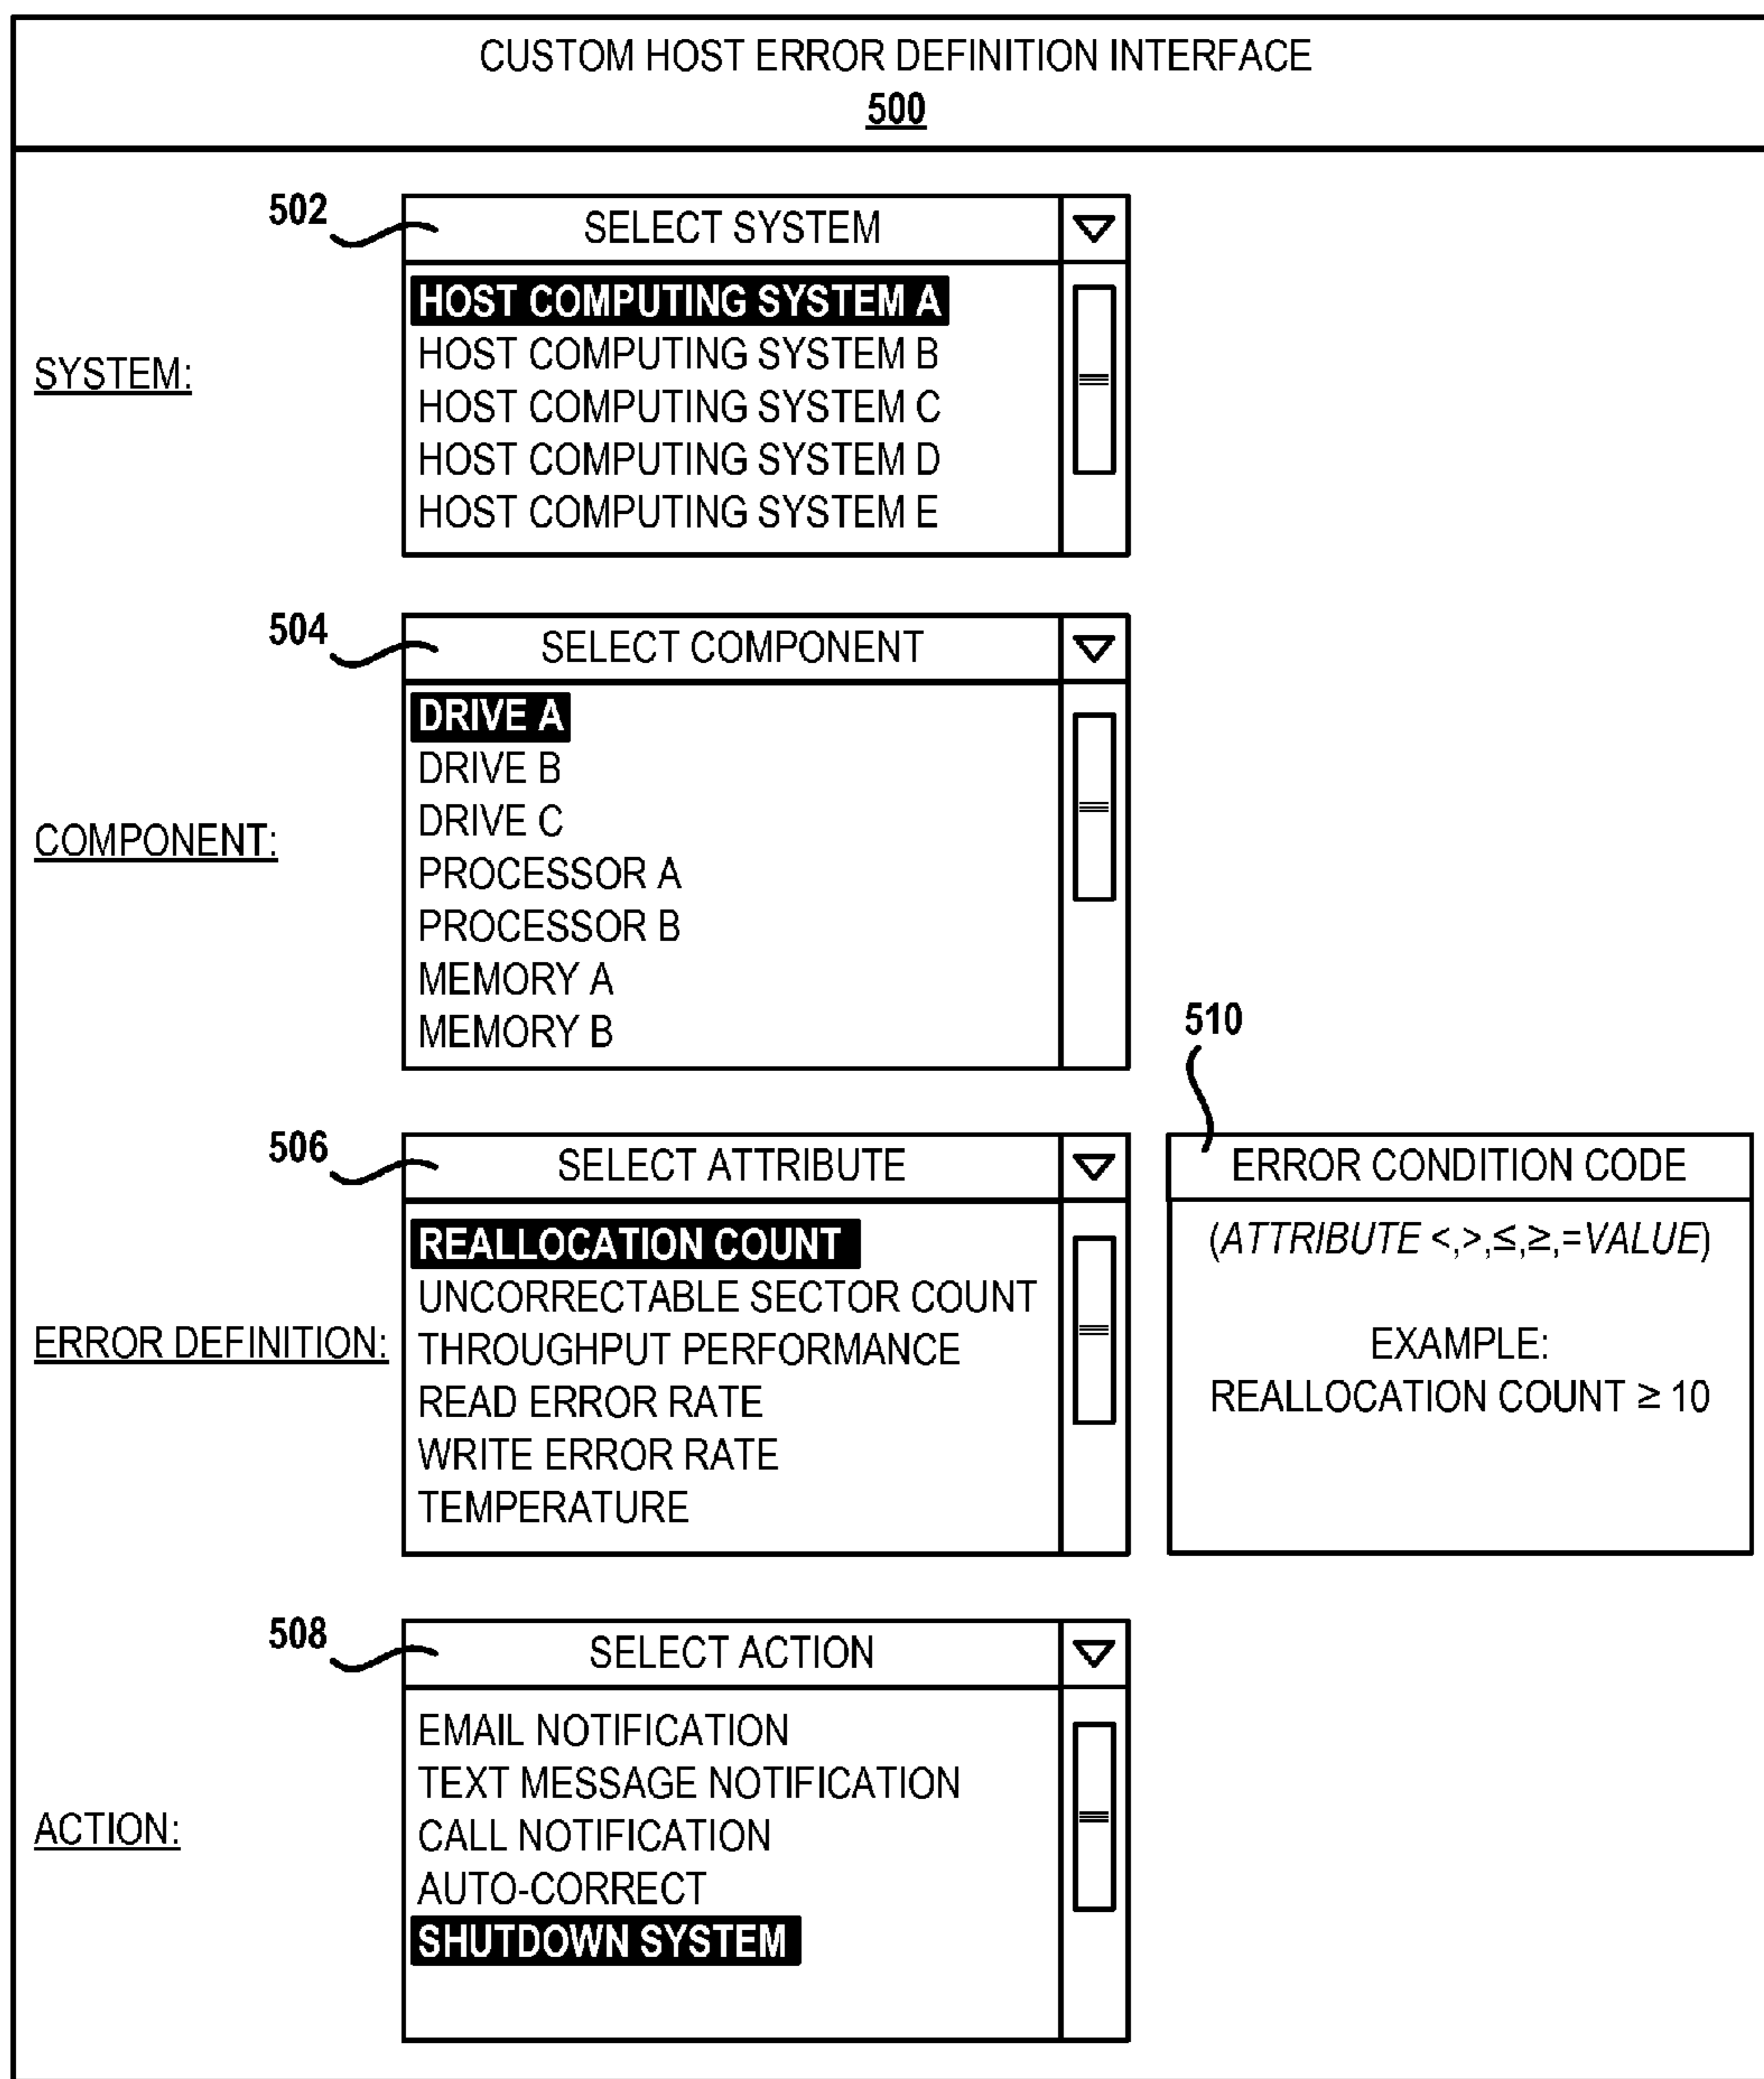 CUSTOM HOST ERROR DEFINITION INTERFACE
500
502
SELECT SYSTEM
SYSTEM:
HOST COMPUTING SYSTEM A
HOST COMPUTING SYSTEM B
HOST COMPUTING SYSTEM C
HOST COMPUTING SYSTEM D
HOST COMPUTING SYSTEM E
504
SELECT COMPONENT
COMPONENT:
DRIVE A
DRIVE B
DRIVE C
PROCESSOR A
PROCESSOR B
MEMORY A
MEMORY B
506
SELECT ATTRIBUTE
ERROR DEFINITION:
REALLOCATION COUNT
UNCORRECTABLE SECTOR COUNT
THROUGHPUT PERFORMANCE
READ ERROR RATE
WRITE ERROR RATE
TEMPERATURE
510
ERROR CONDITION CODE
(ATTRIBUTE <,>,≤,≥,=VALUE)
EXAMPLE:
REALLOCATION COUNT ≥ 10
508
SELECT ACTION
ACTION:
EMAIL NOTIFICATION
TEXT MESSAGE NOTIFICATION
CALL NOTIFICATION
AUTO-CORRECT
SHUTDOWN SYSTEM